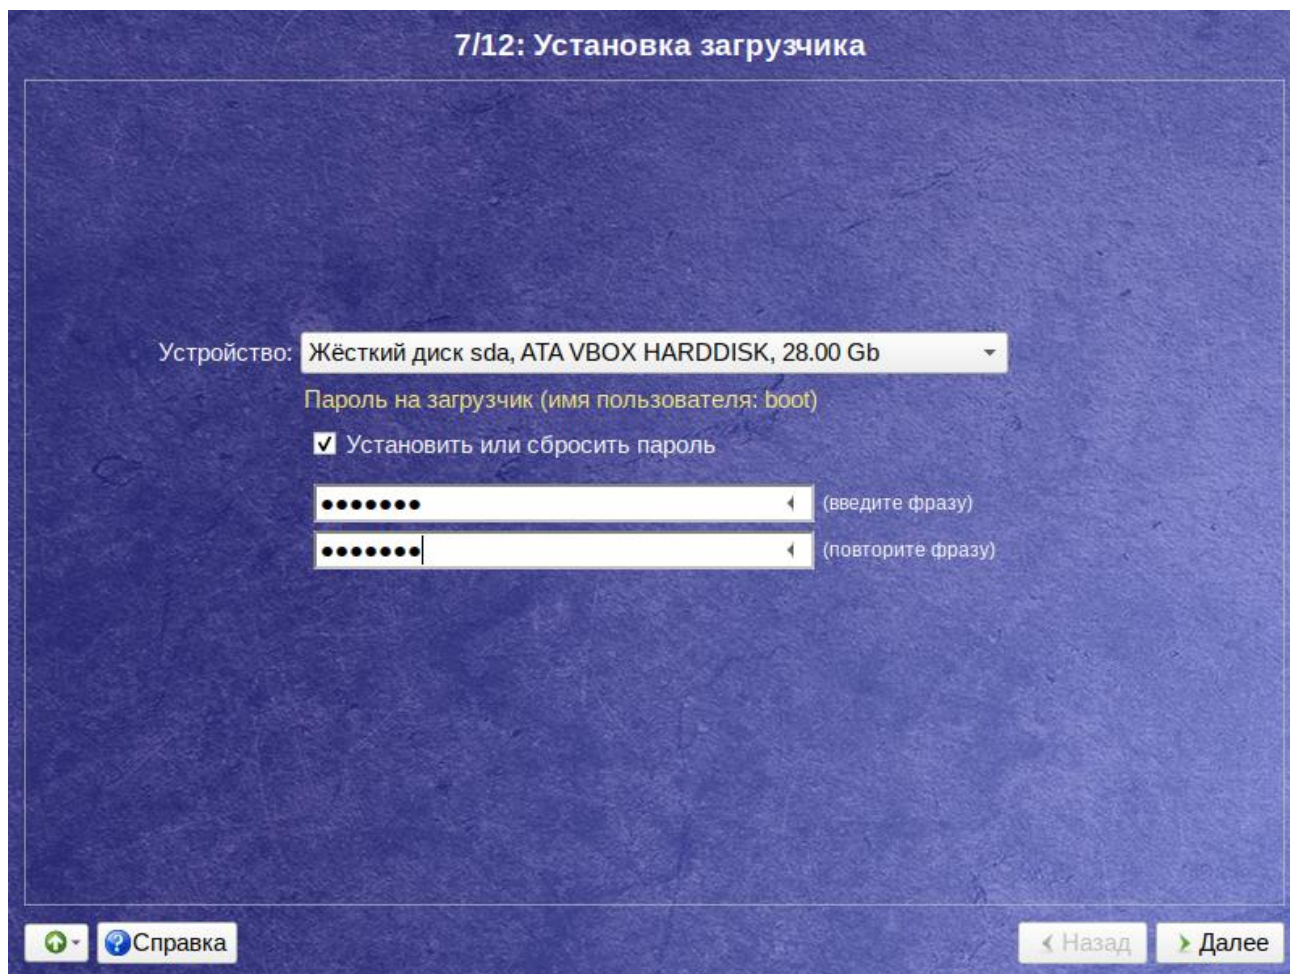 7/12: Установка загрузчика
Устройство: Жёсткий диск sda, ATA VBOX HARDDISK, 28.00 Gb
Пароль на загрузчик (имя пользователя: boot)
Установить или сбросить пароль
●●●●●●● (введите фразу)
●●●●●●● (повторите фразу)
Справка Назад Далее